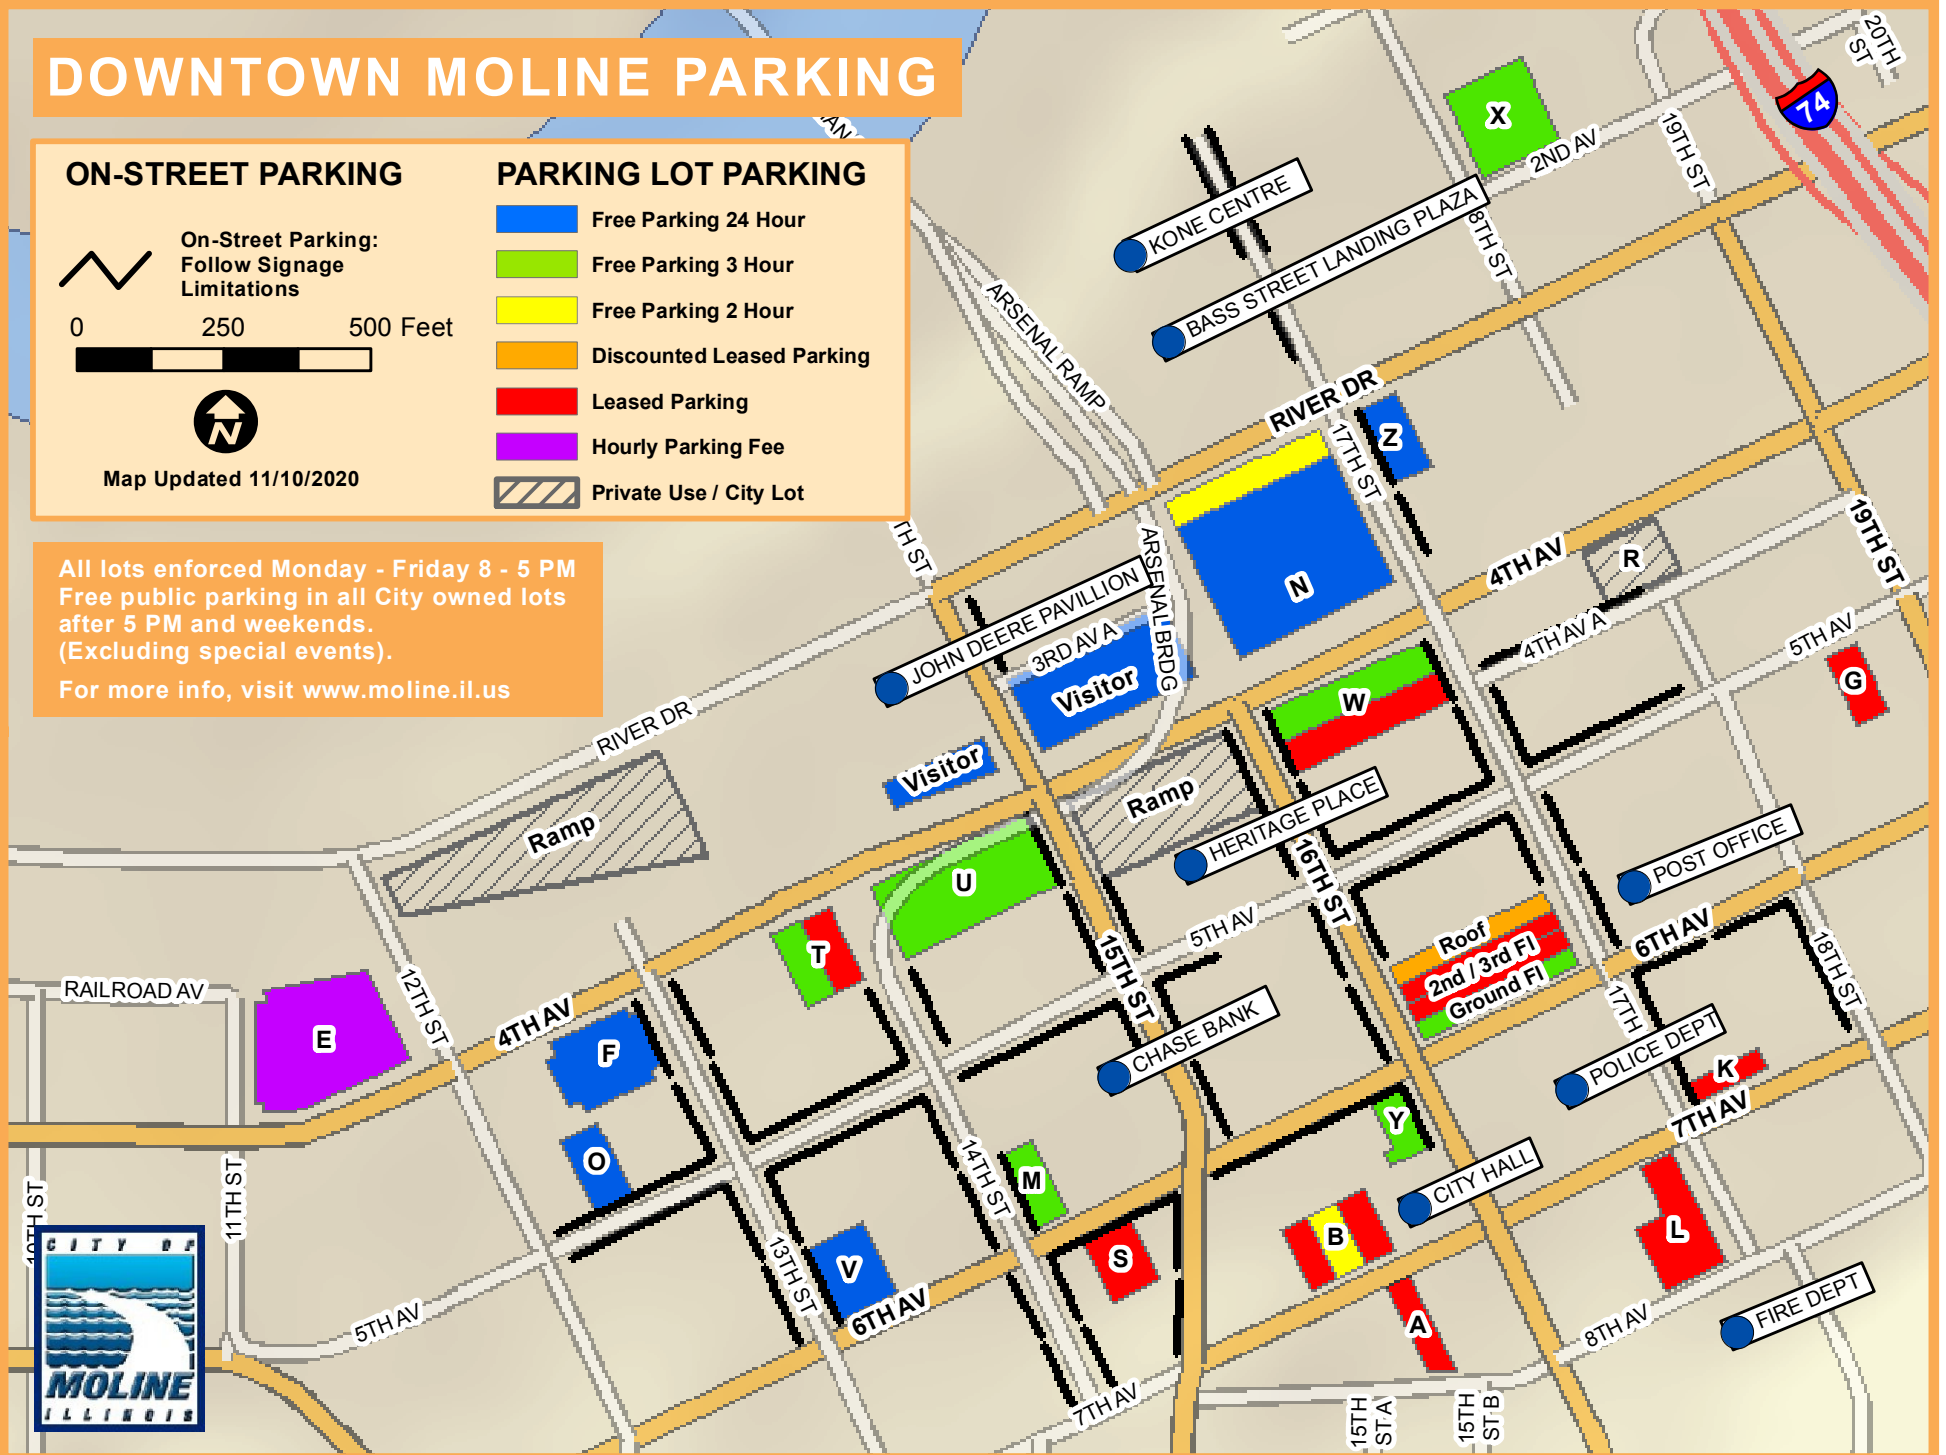 DOWNTOWN MOLINE PARKING
ON-STREET PARKING
On-Street Parking:
Follow Signage
Limitations
0 250 500 Feet
N
Map Updated 11/10/2020
PARKING LOT PARKING
Free Parking 24 Hour
Free Parking 3 Hour
Free Parking 2 Hour
Discounted Leased Parking
Leased Parking
Hourly Parking Fee
Private Use / City Lot
All lots enforced Monday - Friday 8 - 5 PM
Free public parking in all City owned lots
after 5 PM and weekends.
(Excluding special events).
For more info, visit www.moline.il.us
20TH
ST
74
X
19TH ST
2ND AV
KONE CENTRE
BASS STREET LANDING PLAZA
8TH ST
ARSENAL RAMP
RIVER DR
Z
17TH ST
TH ST
ARSENAL BRDG
N
4TH AV
R
19TH ST
JOHN DEERE PAVILLION
3RD AV A
Visitor
4TH AV A
5TH AV
G
W
RIVER DR
Visitor
Ramp
Ramp
HERITAGE PLACE
POST OFFICE
16TH ST
U
T
5TH AV
15TH ST
Roof
2nd / 3rd Fl
Ground Fl
6TH AV
18TH ST
RAILROAD AV
12TH ST
4TH AV
E
F
CHASE BANK
17TH
POLICE DEPT
K
7TH AV
Y
O
M
14TH ST
CITY HALL
11TH ST
10TH ST
13TH ST
V
S
B
L
6TH AV
A
5TH AV
8TH AV
FIRE DEPT
7TH AV
15TH
ST A
15TH
ST B
CITY OF
MOLINE
ILLINOIS